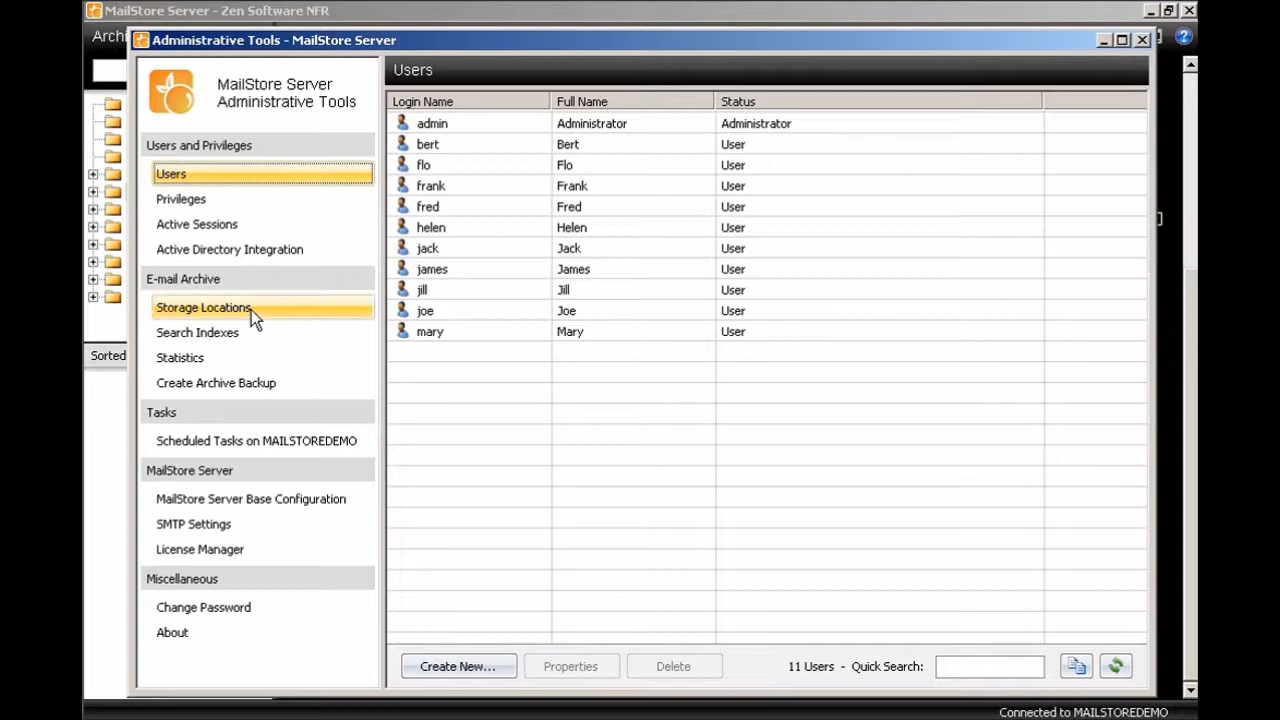 MailStore Server - Zen Software NFR
Administrative Tools - MailStore Server
MailStore Server
Administrative Tools
Users and Privileges
Users
Privileges
Active Sessions
Active Directory Integration
E-mail Archive
Storage Locations
Search Indexes
Statistics
Create Archive Backup
Tasks
Scheduled Tasks on MAILSTOREDEMO
MailStore Server
MailStore Server Base Configuration
SMTP Settings
License Manager
Miscellaneous
Change Password
About
Sorted
Users
Login Name Full Name Status
admin Administrator Administrator
bert Bert User
flo Flo User
frank Frank User
fred Fred User
helen Helen User
jack Jack User
james James User
jill Jill User
joe Joe User
mary Mary User
Create New... Properties Delete 11 Users - Quick Search:
Connected to MAILSTOREDEMO